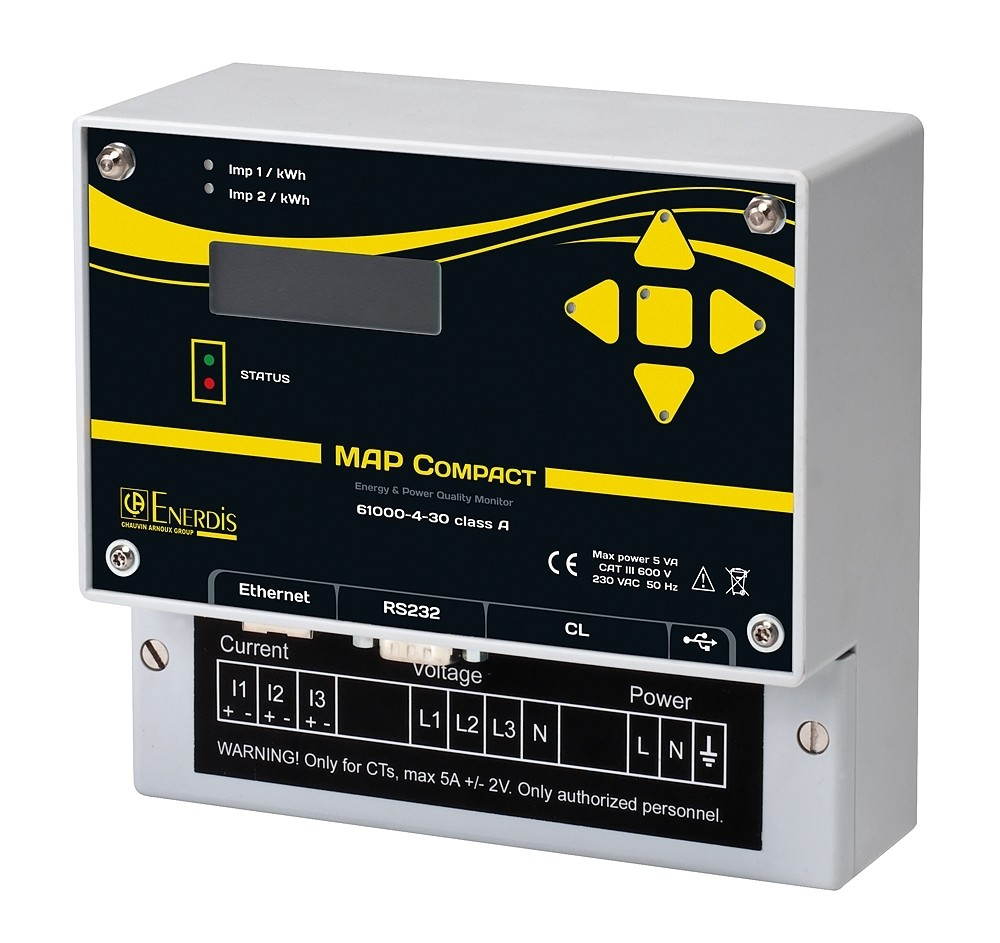 Imp 1 / kWh
Imp 2 / kWh
STATUS
MAP COMPACT
Energy & Power Quality Monitor
61000-4-30 class A
ENERDIS
CHAUVIN ARNOUX GROUP
CE
Max power 5 VA
CAT III 600 V
230 VAC 50 Hz
Ethernet
RS232
CL
Current
Voltage
Power
I1 I2 I3 L1 L2 L3 N L N
+ - + - + -
WARNING! Only for CTs, max 5A +/- 2V. Only authorized personnel.